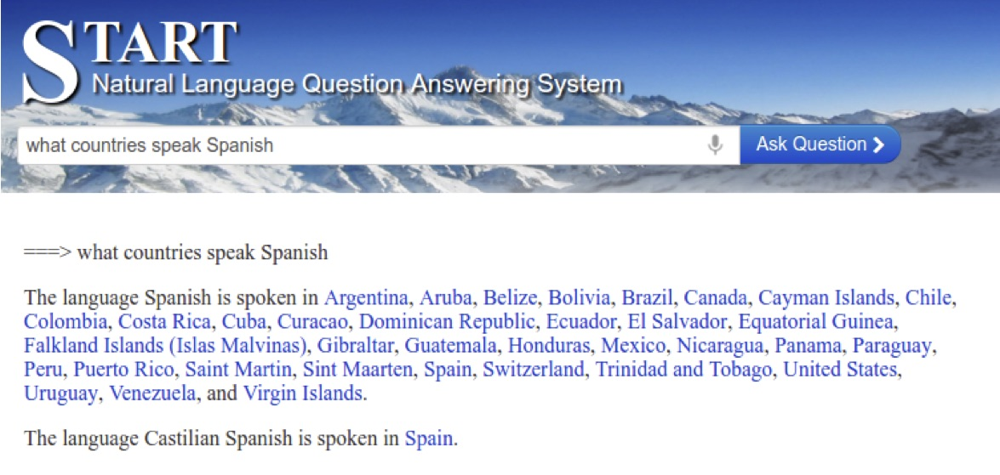 START
Natural Language Question Answering System
what countries speak Spanish
Ask Question
===> what countries speak Spanish
The language Spanish is spoken in Argentina, Aruba, Belize, Bolivia, Brazil, Canada, Cayman Islands, Chile,
Colombia, Costa Rica, Cuba, Curacao, Dominican Republic, Ecuador, El Salvador, Equatorial Guinea,
Falkland Islands (Islas Malvinas), Gibraltar, Guatemala, Honduras, Mexico, Nicaragua, Panama, Paraguay,
Peru, Puerto Rico, Saint Martin, Sint Maarten, Spain, Switzerland, Trinidad and Tobago, United States,
Uruguay, Venezuela, and Virgin Islands.
The language Castilian Spanish is spoken in Spain.